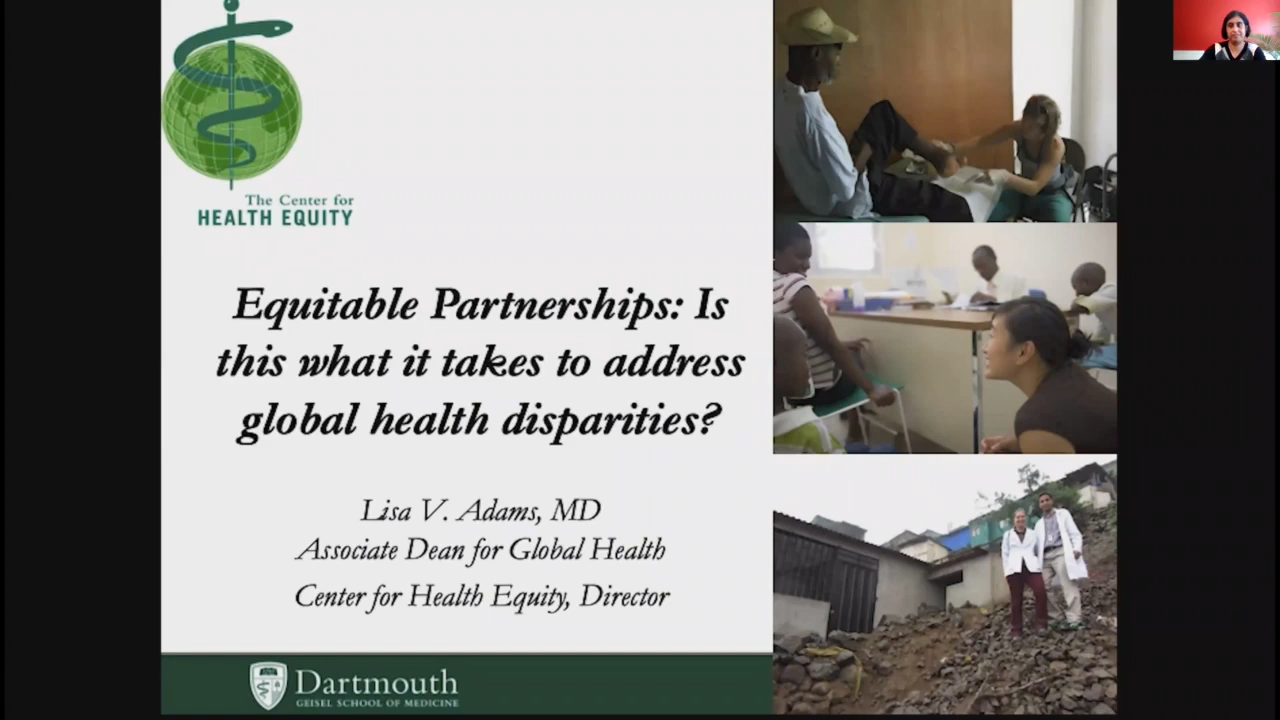 The Center for
HEALTH EQUITY
Equitable Partnerships: Is
this what it takes to address
global health disparities?
Lisa V. Adams, MD
Associate Dean for Global Health
Center for Health Equity, Director
Dartmouth
GEISEL SCHOOL OF MEDICINE